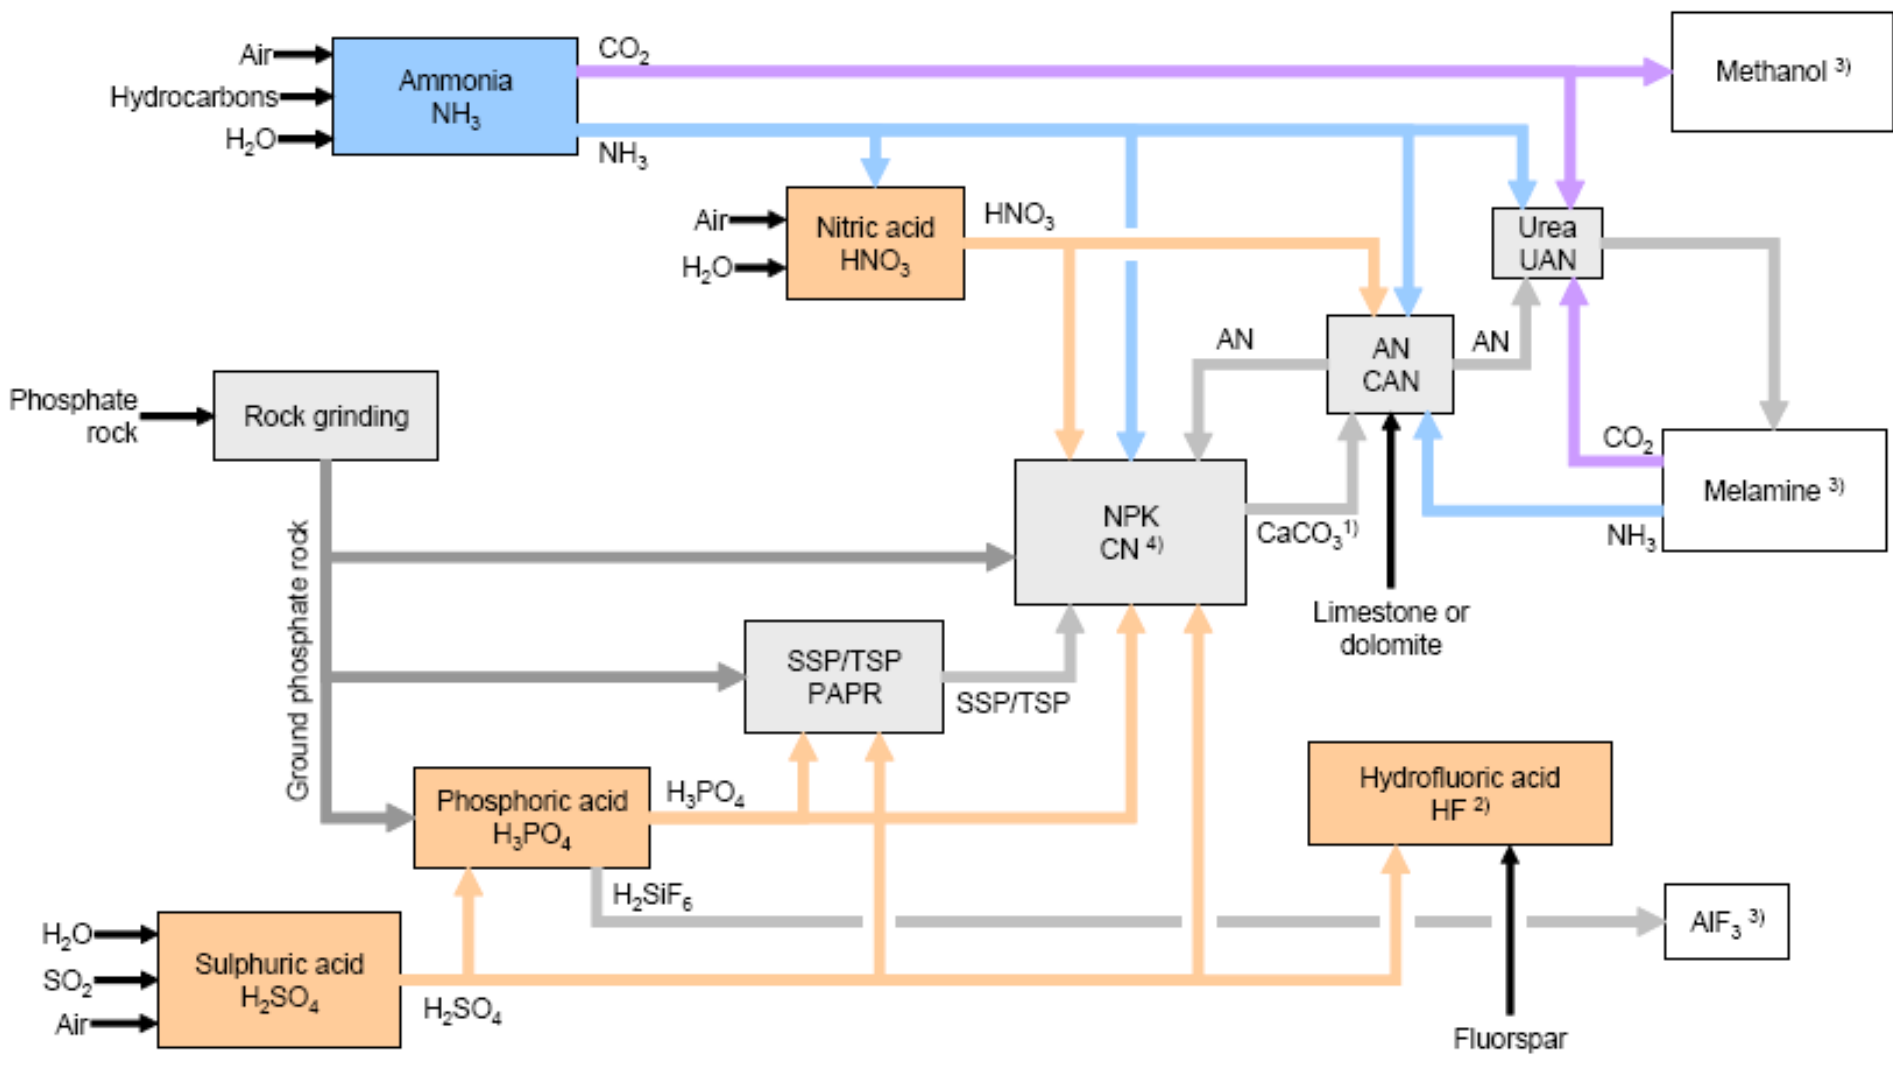 Air
Hydrocarbons
H₂O
Ammonia
NH₃
CO₂
NH₃
Methanol ³⁾
Air
H₂O
Nitric acid
HNO₃
HNO₃
Urea
UAN
AN
AN
CAN
AN
Phosphate
rock
Rock grinding
Ground phosphate rock
NPK
CN ⁴⁾
CaCO₃¹⁾
Limestone or
dolomite
CO₂
Melamine ³⁾
NH₃
SSP/TSP
PAPR
SSP/TSP
Phosphoric acid
H₃PO₄
H₃PO₄
H₂SiF₆
Hydrofluoric acid
HF ²⁾
AlF₃ ³⁾
H₂O
SO₂
Air
Sulphuric acid
H₂SO₄
H₂SO₄
Fluorspar